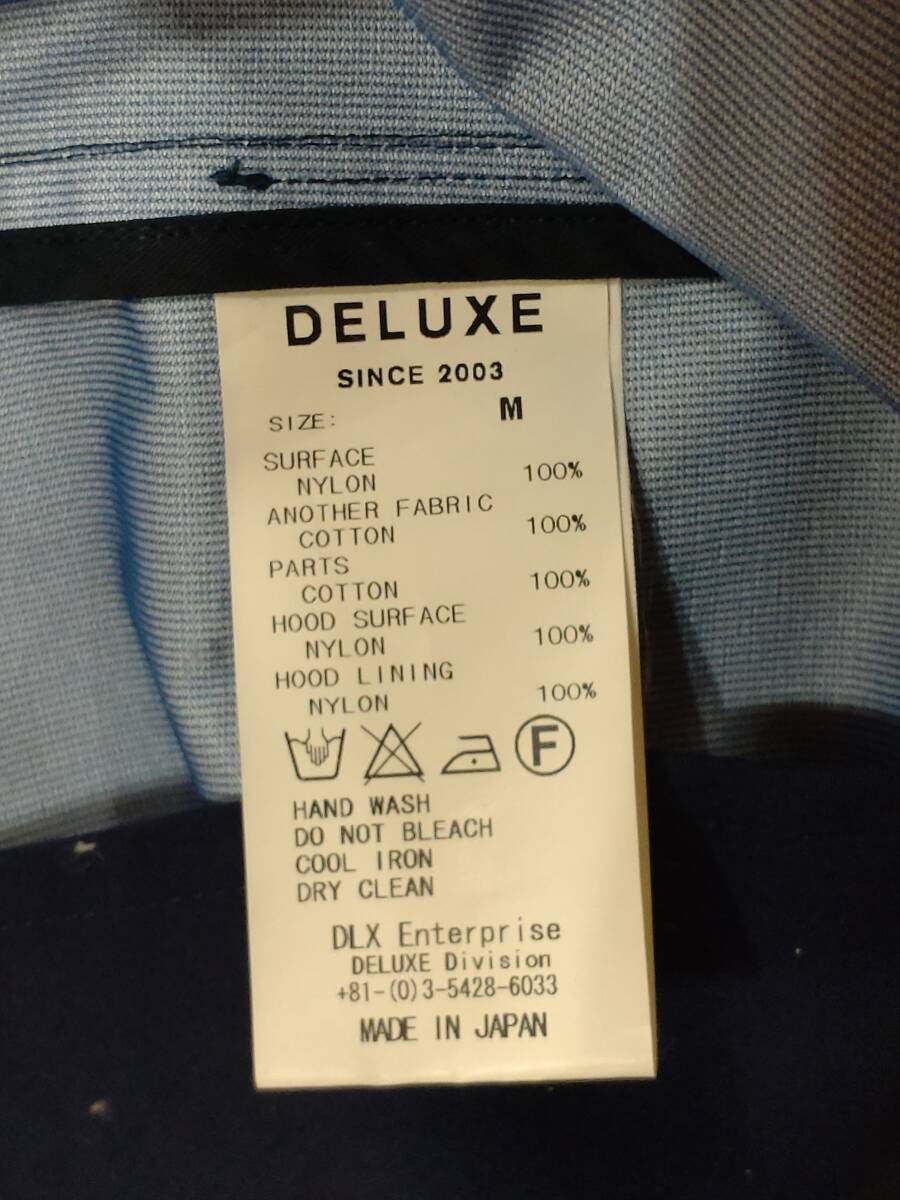 DELUXE
SINCE 2003
SIZE: M
SURFACE
NYLON 100%
ANOTHER FABRIC
COTTON 100%
PARTS
COTTON 100%
HOOD SURFACE
NYLON 100%
HOOD LINING
NYLON 100%
F
HAND WASH
DO NOT BLEACH
COOL IRON
DRY CLEAN
DLX Enterprise
DELUXE Division
+81-(0)3-5428-6033
MADE IN JAPAN